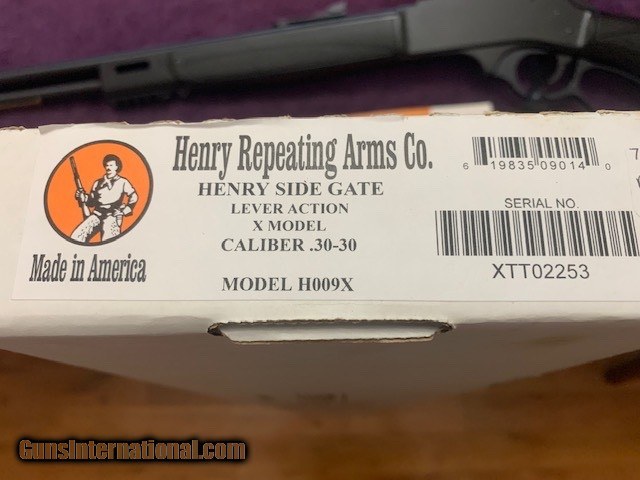 Henry Repeating Arms Co.
HENRY SIDE GATE
LEVER ACTION
X MODEL
CALIBER .30-30
MODEL H009X
Made in America
6 19835 09014 0
SERIAL NO.
XTT02253
7
GunsInternational.com